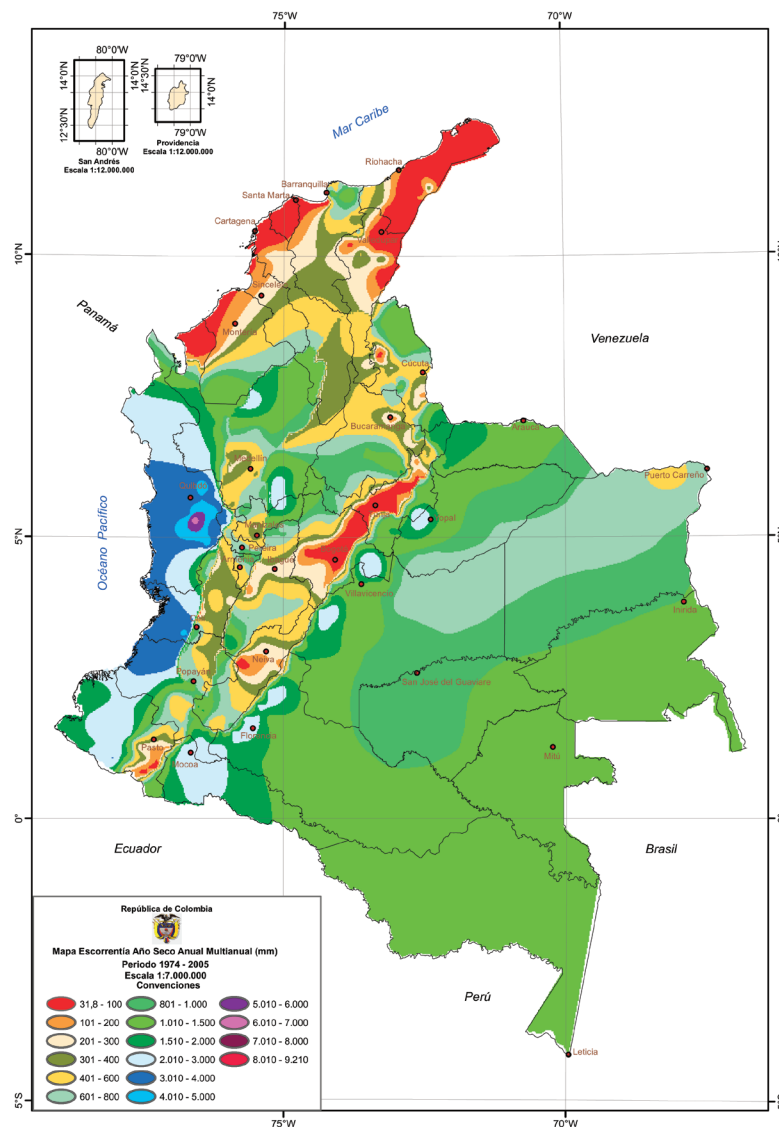 75°W
70°W
80°W
79°W
14°0'N
14°0'N
14°30'N
14°0'N
12°30'N
80°0'W
79°0'W
San Andrés
Escala 1:12.000.000
Providencia
Escala 1:12.000.000
Mar Caribe
Riohacha
Barranquilla
Santa Marta
Cartagena
10°N
Sincelejo
Panamá
Montería
Venezuela
Cúcuta
Bucaramanga
Arauca
Medellín
Puerto Carreño
Quibdó
Océano Pacífico
Yopal
5°N
Pereira
Armenia
Ibagué
Villavicencio
Inirida
Neiva
Popayán
San José del Guaviare
Florencia
Pasto
Mitú
Mocoa
0°
0°
Ecuador
Brasil
República de Colombia
Mapa Escorrentía Año Seco Anual Multianual (mm)
Periodo 1974 - 2005
Escala 1:7.000.000
Convenciones
31,8 - 100
801 - 1.000
5.010 - 6.000
101 - 200
1.010 - 1.500
6.010 - 7.000
201 - 300
1.510 - 2.000
7.010 - 8.000
301 - 400
2.010 - 3.000
8.010 - 9.210
401 - 600
3.010 - 4.000
601 - 800
4.010 - 5.000
Perú
Leticia
5°S
75°W
70°W